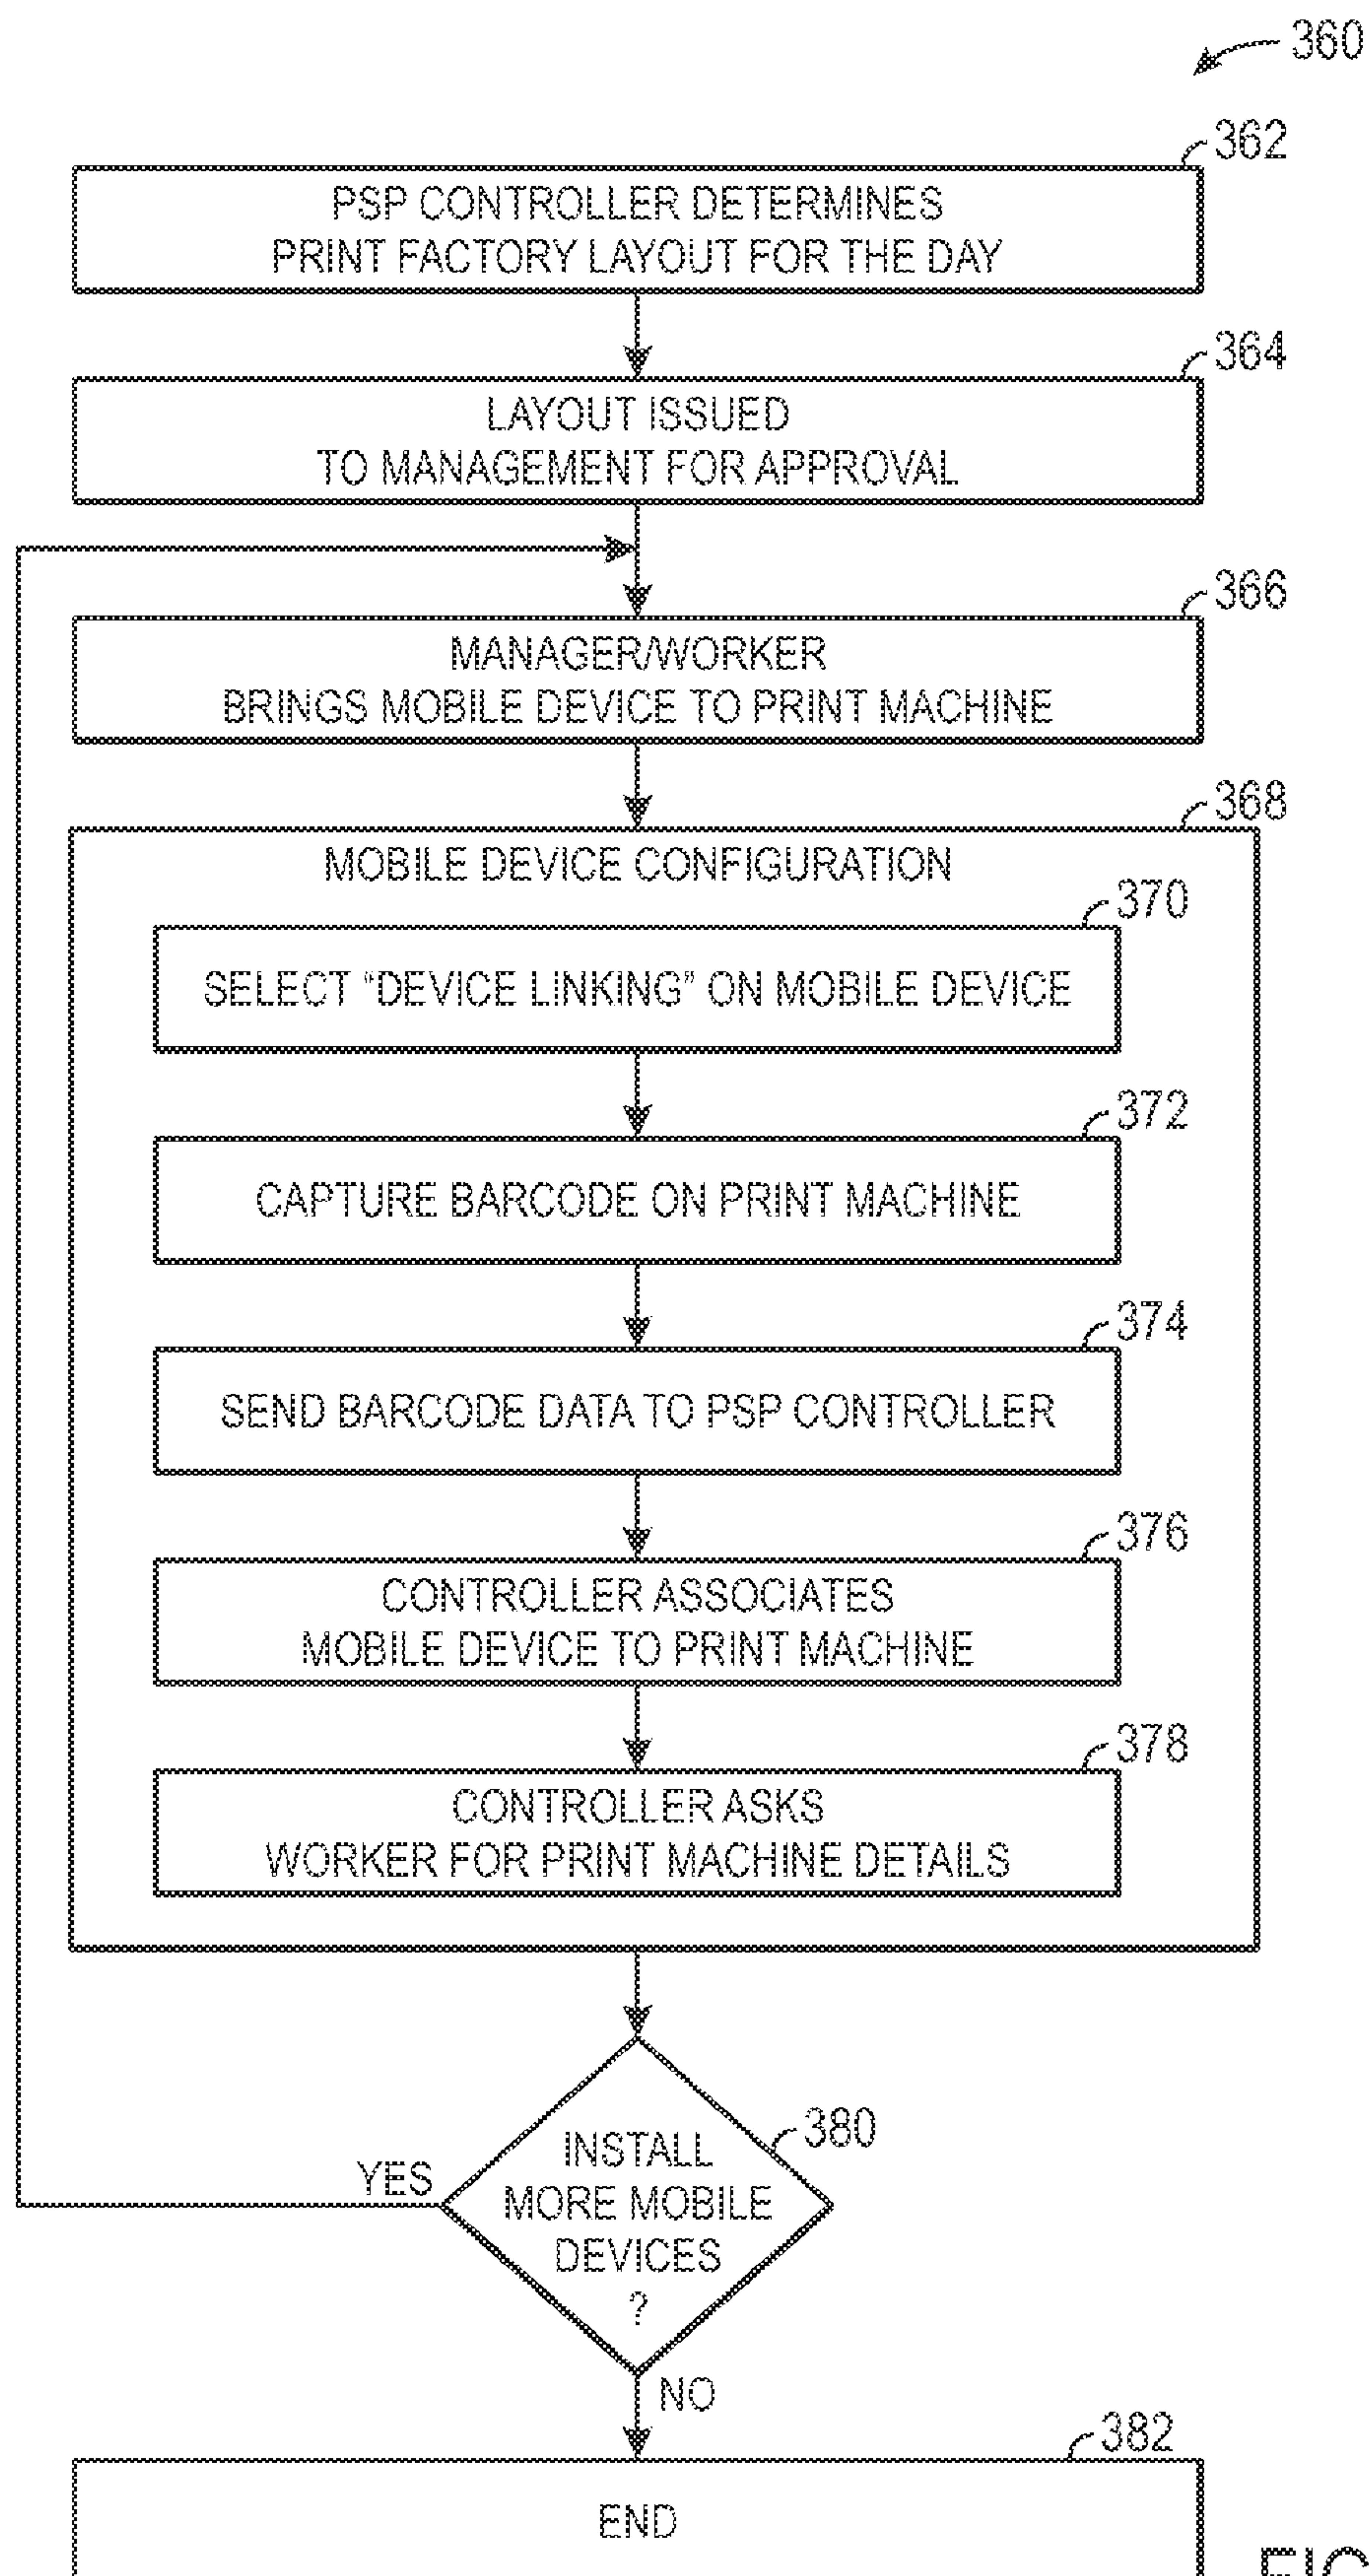 360
362
PSP CONTROLLER DETERMINES
PRINT FACTORY LAYOUT FOR THE DAY
364
LAYOUT ISSUED
TO MANAGEMENT FOR APPROVAL
366
MANAGER/WORKER
BRINGS MOBILE DEVICE TO PRINT MACHINE
368
MOBILE DEVICE CONFIGURATION
370
SELECT “DEVICE LINKING” ON MOBILE DEVICE
372
CAPTURE BARCODE ON PRINT MACHINE
374
SEND BARCODE DATA TO PSP CONTROLLER
376
CONTROLLER ASSOCIATES
MOBILE DEVICE TO PRINT MACHINE
378
CONTROLLER ASKS
WORKER FOR PRINT MACHINE DETAILS
380
INSTALL
MORE MOBILE
DEVICES
?
YES
NO
382
END